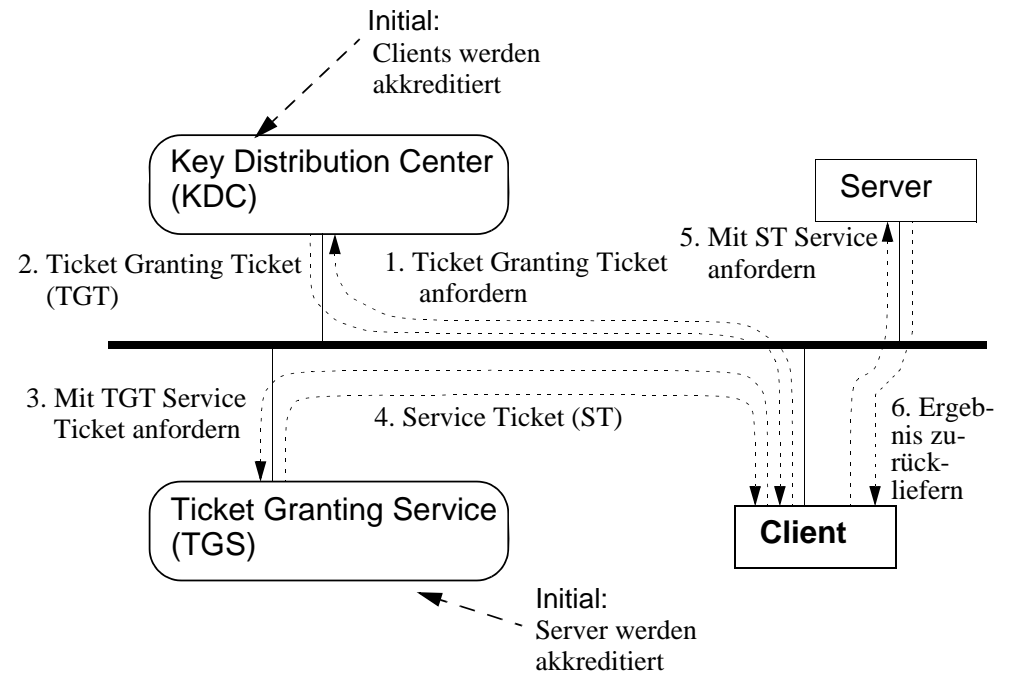 Initial:
Clients werden
akkreditiert
Key Distribution Center
(KDC)
Server
2. Ticket Granting Ticket
(TGT)
1. Ticket Granting Ticket
anfordern
5. Mit ST Service
anfordern
3. Mit TGT Service
Ticket anfordern
4. Service Ticket (ST)
6. Ergeb-
nis zu-
rück-
liefern
Ticket Granting Service
(TGS)
Client
Initial:
Server werden
akkreditiert